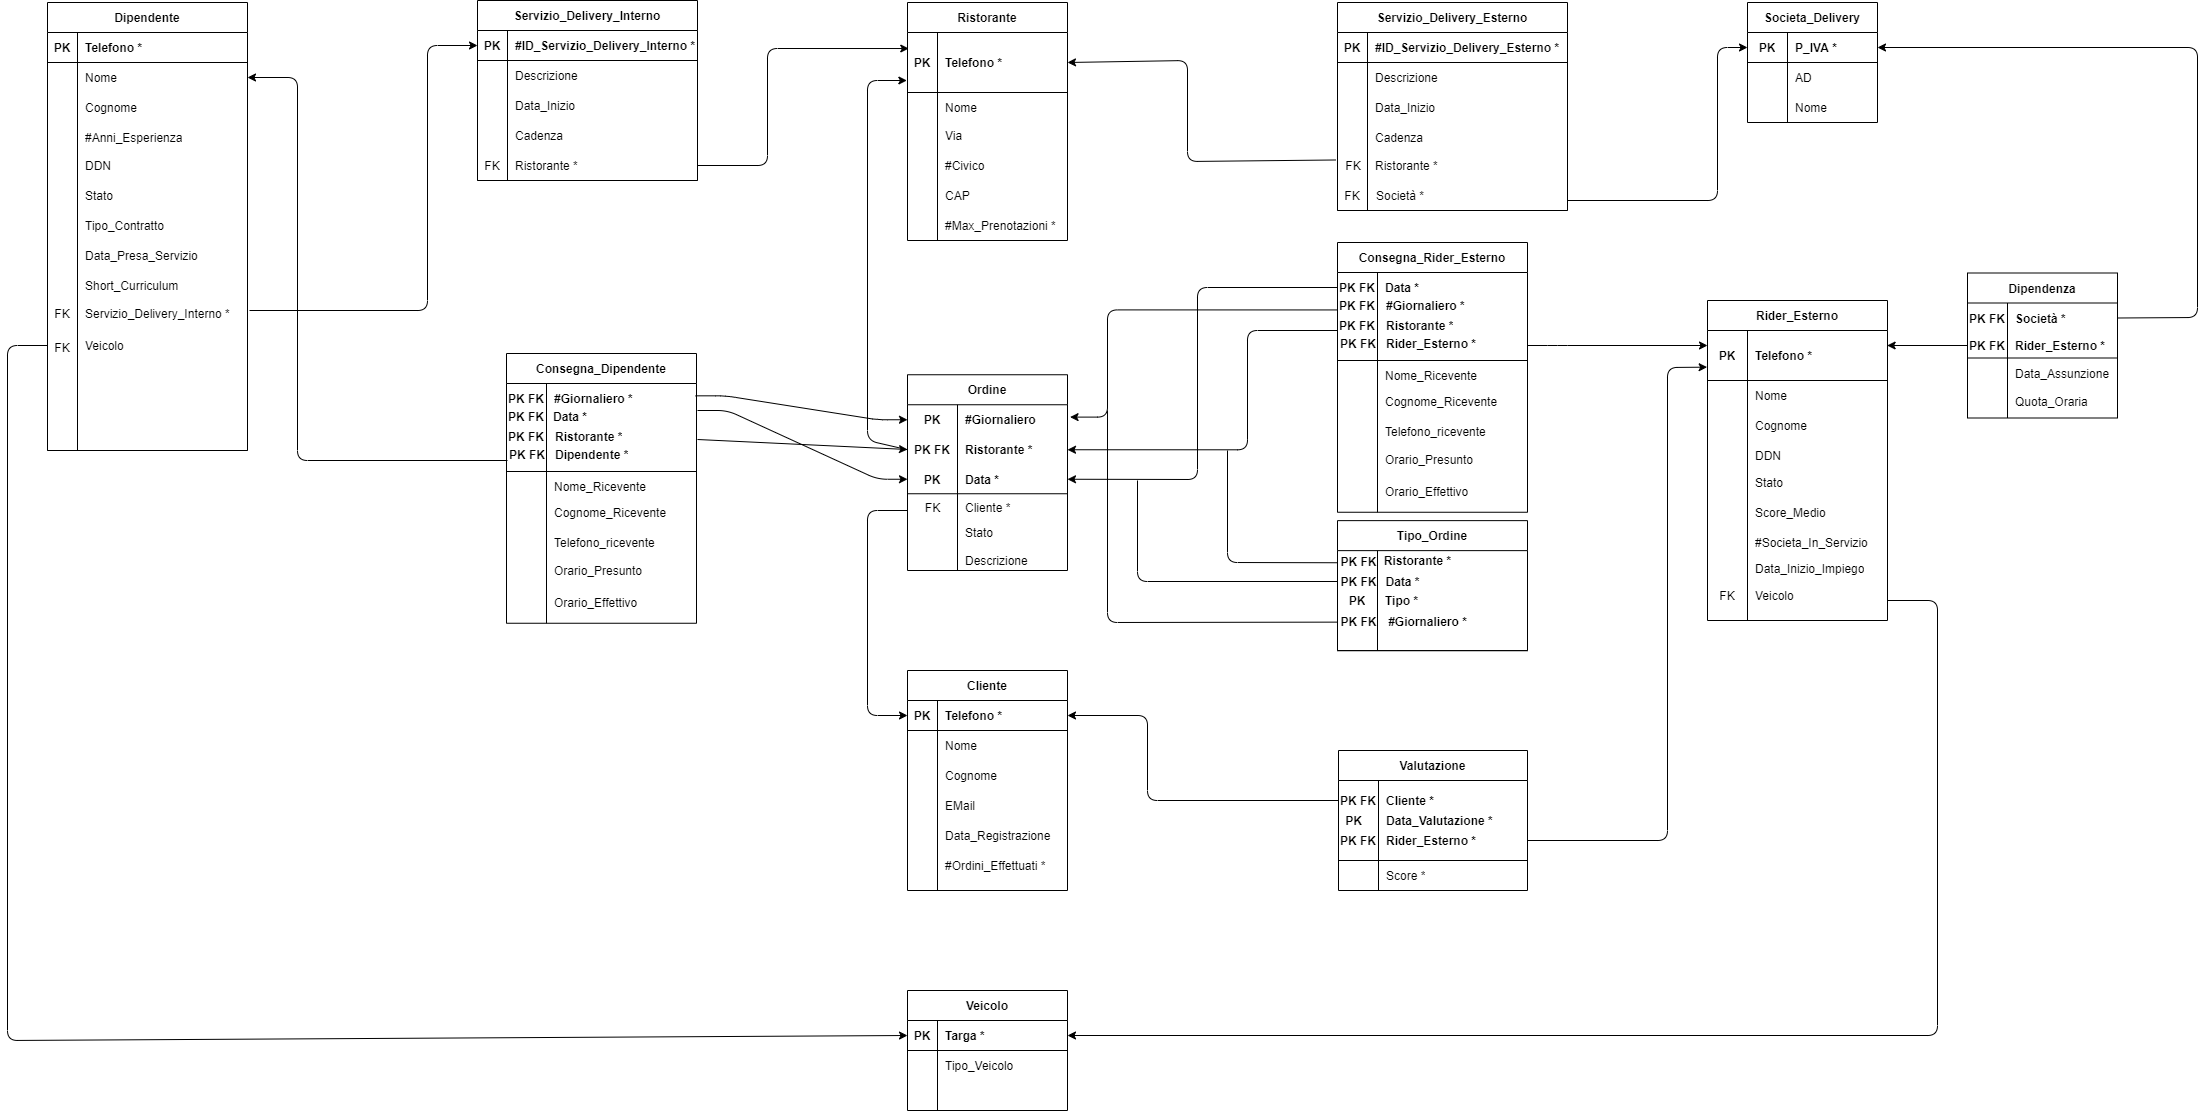 Dipendente
PK Telefono *
Nome
Cognome
#Anni_Esperienza
DDN
Stato
Tipo_Contratto
Data_Presa_Servizio
Short_Curriculum
FK Servizio_Delivery_Interno *
FK Veicolo
Servizio_Delivery_Interno
PK #ID_Servizio_Delivery_Interno *
Descrizione
Data_Inizio
Cadenza
FK Ristorante *
Ristorante
PK Telefono *
Nome
Via
#Civico
CAP
#Max_Prenotazioni *
Servizio_Delivery_Esterno
PK #ID_Servizio_Delivery_Esterno *
Descrizione
Data_Inizio
Cadenza
FK Ristorante *
FK Società *
Societa_Delivery
PK P_IVA *
AD
Nome
Consegna_Rider_Esterno
PK FK Data *
PK FK #Giornaliero *
PK FK Ristorante *
PK FK Rider_Esterno *
Nome_Ricevente
Cognome_Ricevente
Telefono_ricevente
Orario_Presunto
Orario_Effettivo
Rider_Esterno
PK Telefono *
Nome
Cognome
DDN
Stato
Score_Medio
#Societa_In_Servizio
Data_Inizio_Impiego
FK Veicolo
Dipendenza
PK FK Società *
PK FK Rider_Esterno *
Data_Assunzione
Quota_Oraria
Consegna_Dipendente
PK FK #Giornaliero *
PK FK Data *
PK FK Ristorante *
PK FK Dipendente *
Nome_Ricevente
Cognome_Ricevente
Telefono_ricevente
Orario_Presunto
Orario_Effettivo
Ordine
PK #Giornaliero
PK FK Ristorante *
PK Data *
FK Cliente *
Stato
Descrizione
Tipo_Ordine
PK FK Ristorante *
PK FK Data *
PK Tipo *
PK FK #Giornaliero *
Cliente
PK Telefono *
Nome
Cognome
EMail
Data_Registrazione
#Ordini_Effettuati *
Valutazione
PK FK Cliente *
PK Data_Valutazione *
PK FK Rider_Esterno *
Score *
Veicolo
PK Targa *
Tipo_Veicolo